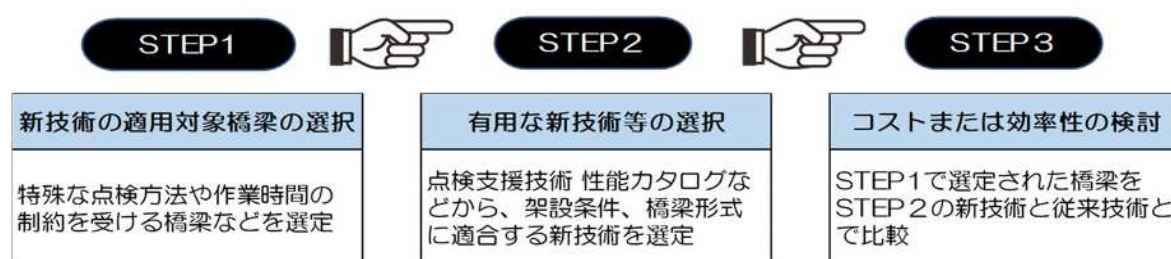 STEP1
STEP2
STEP3
新技術の適用対象橋梁の選択
特殊な点検方法や作業時間の
制約を受ける橋梁などを選定
有用な新技術等の選択
点検支援技術 性能カタログな
どから、架設条件、橋梁形式
に適合する新技術を選定
コストまたは効率性の検討
STEP1で選定された橋梁を
STEP2の新技術と従来技術と
で比較